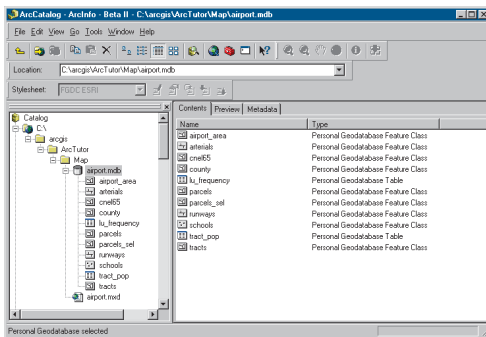 ArcCatalog - ArcInfo - Beta II - C:\arcgis\ArcTutor\Map\airport.mdb
File Edit View Go Tools Window Help
Location: C:\arcgis\ArcTutor\Map\airport.mdb
Stylesheet: FGDC ESRI
Catalog
C:\
arcgis
ArcTutor
Map
airport.mdb
airport_area
arterials
cnel65
county
lu_frequency
parcels
parcels_sel
runways
schools
tract_pop
tracts
airport.mxd
Contents Preview Metadata
Name Type
airport_area Personal Geodatabase Feature Class
arterials Personal Geodatabase Feature Class
cnel65 Personal Geodatabase Feature Class
county Personal Geodatabase Feature Class
lu_frequency Personal Geodatabase Table
parcels Personal Geodatabase Feature Class
parcels_sel Personal Geodatabase Feature Class
runways Personal Geodatabase Feature Class
schools Personal Geodatabase Feature Class
tract_pop Personal Geodatabase Table
tracts Personal Geodatabase Feature Class
Personal Geodatabase selected